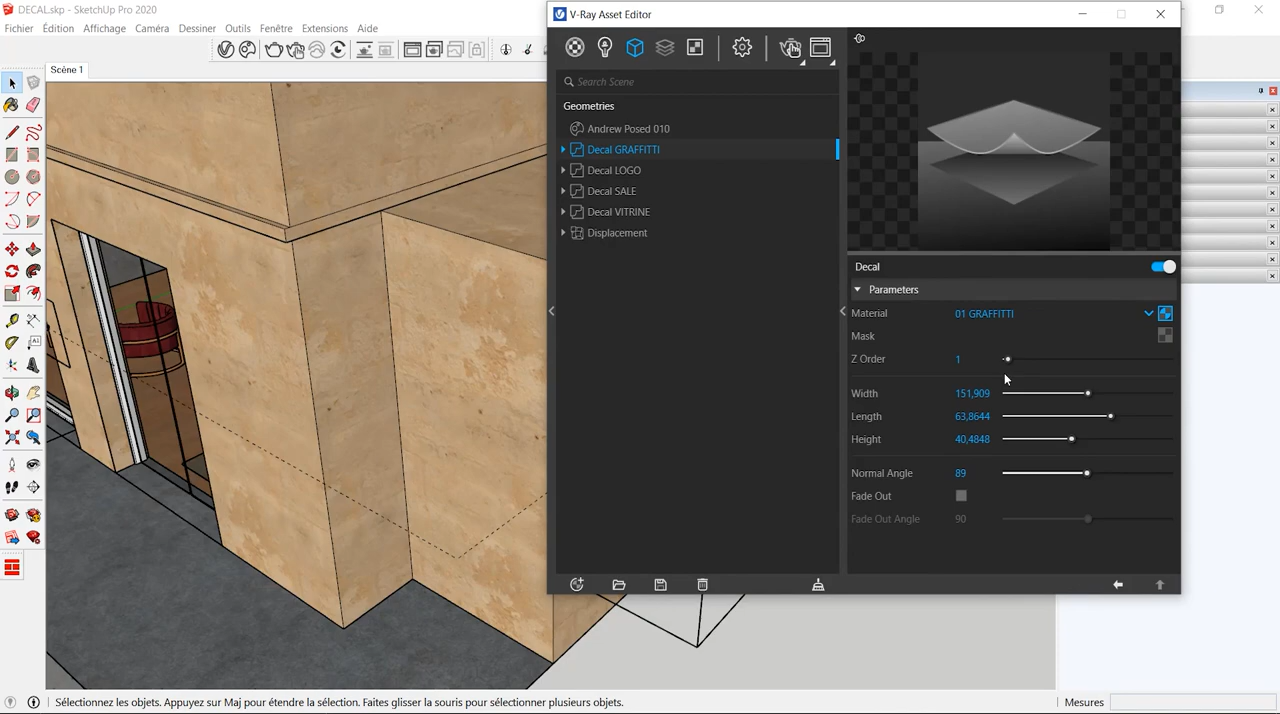 DECAL.skp - SketchUp Pro 2020
Fichier Édition Affichage Caméra Dessiner Outils Fenêtre Extensions Aide
Scène 1
V-Ray Asset Editor
Search Scene
Geometries
Andrew Posed 010
Decal GRAFFITTI
Decal LOGO
Decal SALE
Decal VITRINE
Displacement
Decal
Parameters
Material 01 GRAFFITTI
Mask
Z Order 1
Width 151,909
Length 63,8644
Height 40,4848
Normal Angle 89
Fade Out
Fade Out Angle 90
Sélectionnez les objets. Appuyez sur Maj pour étendre la sélection. Faites glisser la souris pour sélectionner plusieurs objets.
Mesures